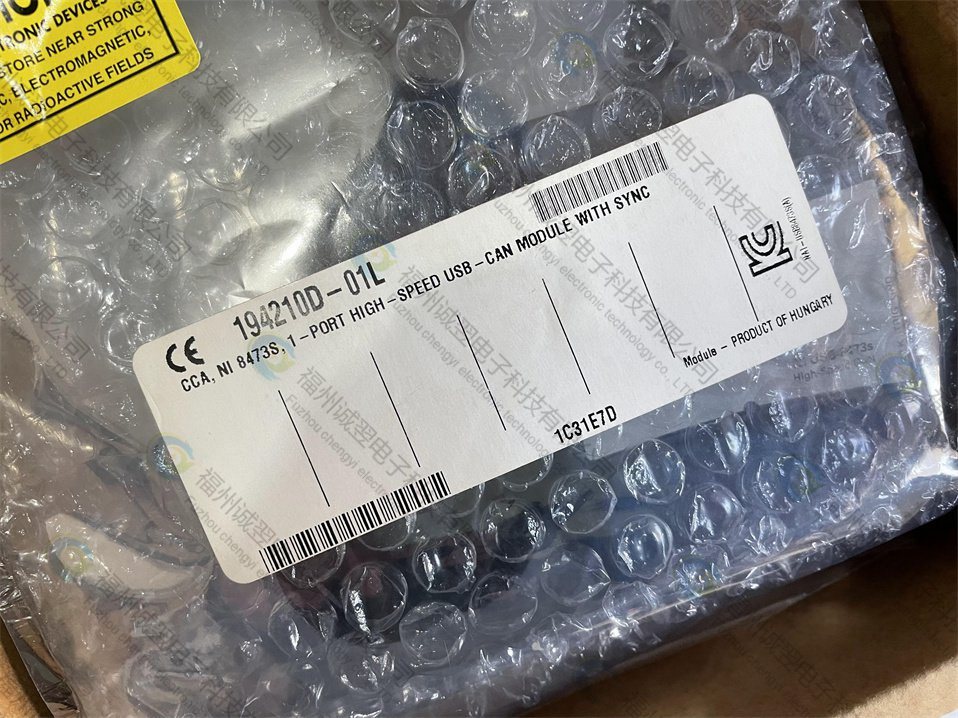 TRONIC DEVICES
STORE NEAR STRONG
C, ELECTROMAGNETIC,
OR RADIOACTIVE FIELDS
CE
194210D-01L
CCA, NI 8473S, 1-PORT HIGH-SPEED USB-CAN MODULE WITH SYNC
Module - PRODUCT OF HUNGARY
1C31E7D
福州诚翌电子科技有限公司
Fuzhou chengyi electronic technology co., LTD